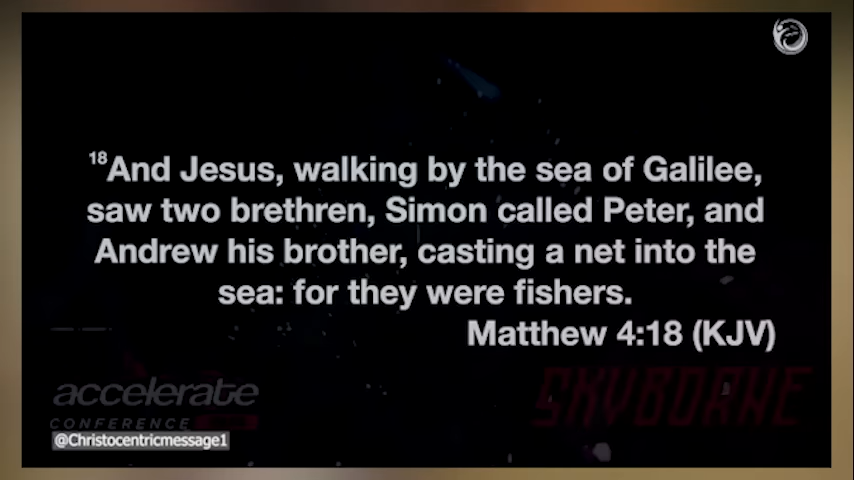 18And Jesus, walking by the sea of Galilee,
saw two brethren, Simon called Peter, and
Andrew his brother, casting a net into the
sea: for they were fishers.
Matthew 4:18 (KJV)
accelerate
CONFERENCE
@Christocentricmessage1